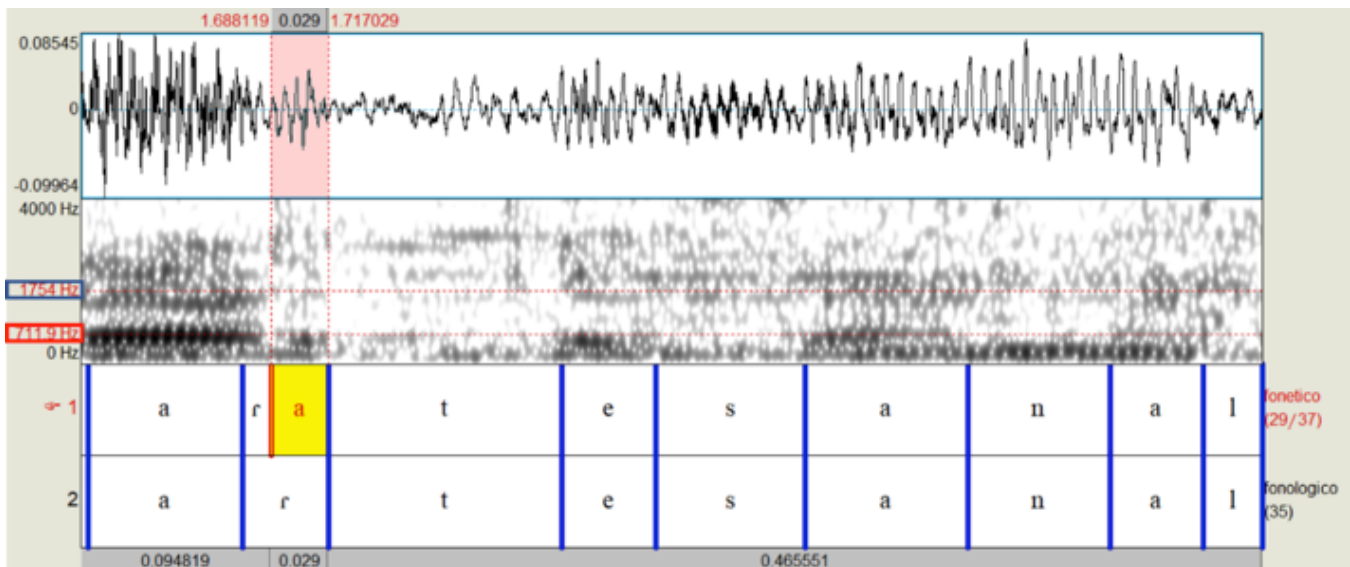 1.688119 0.029 1.717029
0.08545
0
-0.09964
4000 Hz
1754 Hz
711.9 Hz
0 Hz
1 a ɾ a t e s a n a l fonetico
(29/37)
2 a ɾ t e s a n a l fonologico
(35)
0.094819 0.029 0.465551